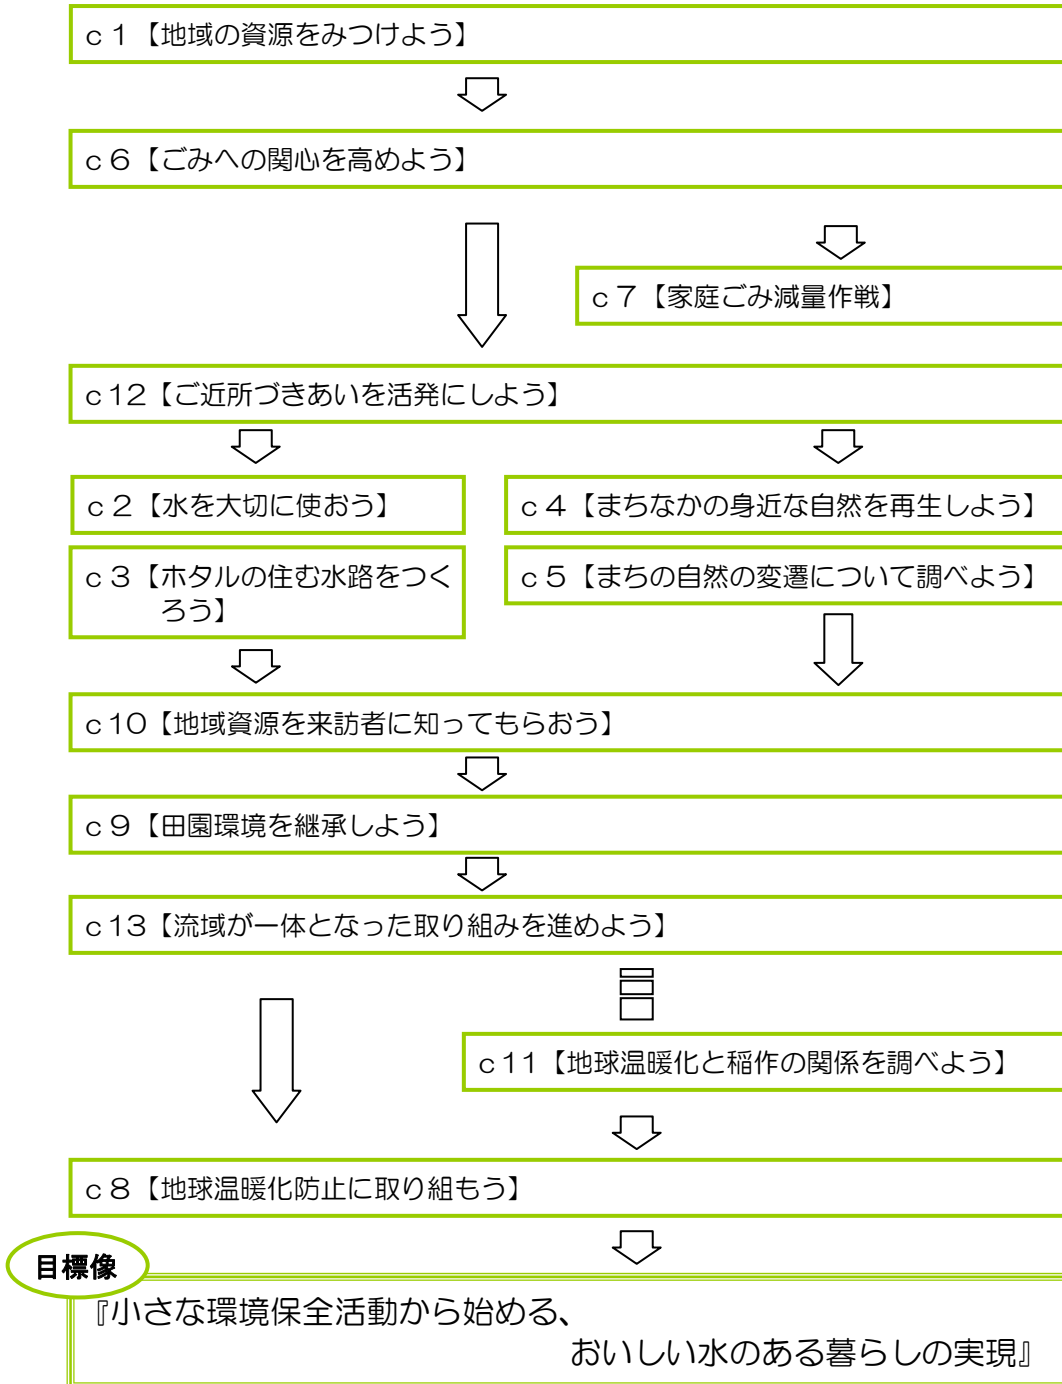 c１【地域の資源をみつけよう】
c６【ごみへの関心を高めよう】
c７【家庭ごみ減量作戦】
c12【ご近所づきあいを活発にしよう】
c２【水を大切に使おう】
c４【まちなかの身近な自然を再生しよう】
c３【ホタルの住む水路をつく
ろう】
c５【まちの自然の変遷について調べよう】
c10【地域資源を来訪者に知ってもらおう】
c９【田園環境を継承しよう】
c13【流域が一体となった取り組みを進めよう】
c11【地球温暖化と稲作の関係を調べよう】
c８【地球温暖化防止に取り組もう】
目標像
『小さな環境保全活動から始める、
おいしい水のある暮らしの実現』